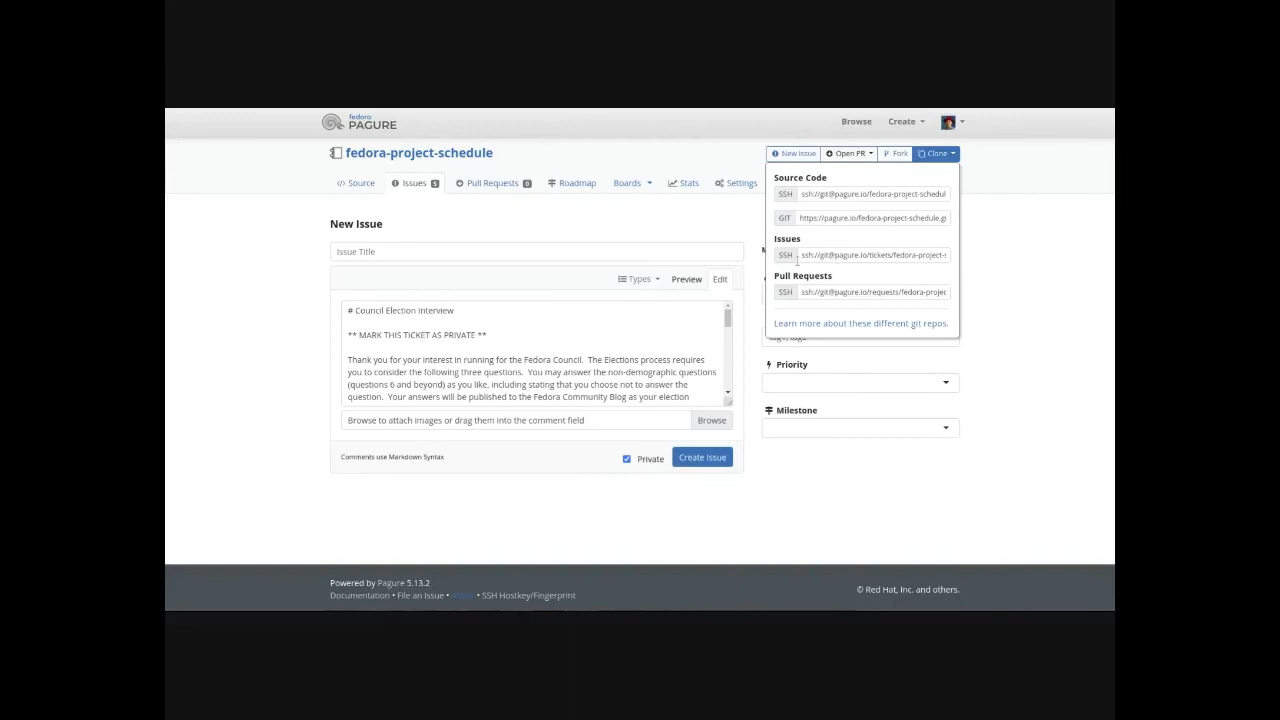 fedora
PAGURE
Browse
Create
fedora-project-schedule
New Issue
Open PR
Fork
Clone
Source
Issues 5
Pull Requests 0
Roadmap
Boards
Stats
Settings
Source Code
SSH ssh://git@pagure.io/fedora-project-schedul
GIT https://pagure.io/fedora-project-schedule.gi
Issues
SSH ssh://git@pagure.io/tickets/fedora-project-s
Pull Requests
SSH ssh://git@pagure.io/requests/fedora-projec
Learn more about these different git repos.
New Issue
Issue Title
Types
Preview
Edit
# Council Election Interview
** MARK THIS TICKET AS PRIVATE **
Thank you for your interest in running for the Fedora Council. The Elections process requires
you to consider the following three questions. You may answer the non-demographic questions
(questions 6 and beyond) as you like, including stating that you choose not to answer the
question. Your answers will be published to the Fedora Community Blog as your election
Browse to attach images or drag them into the comment field
Browse
Comments use Markdown Syntax
Private
Create Issue
tag1, tag2
Priority
Milestone
Powered by Pagure 5.13.2
Documentation • File an Issue • • SSH Hostkey/Fingerprint
© Red Hat, Inc. and others.